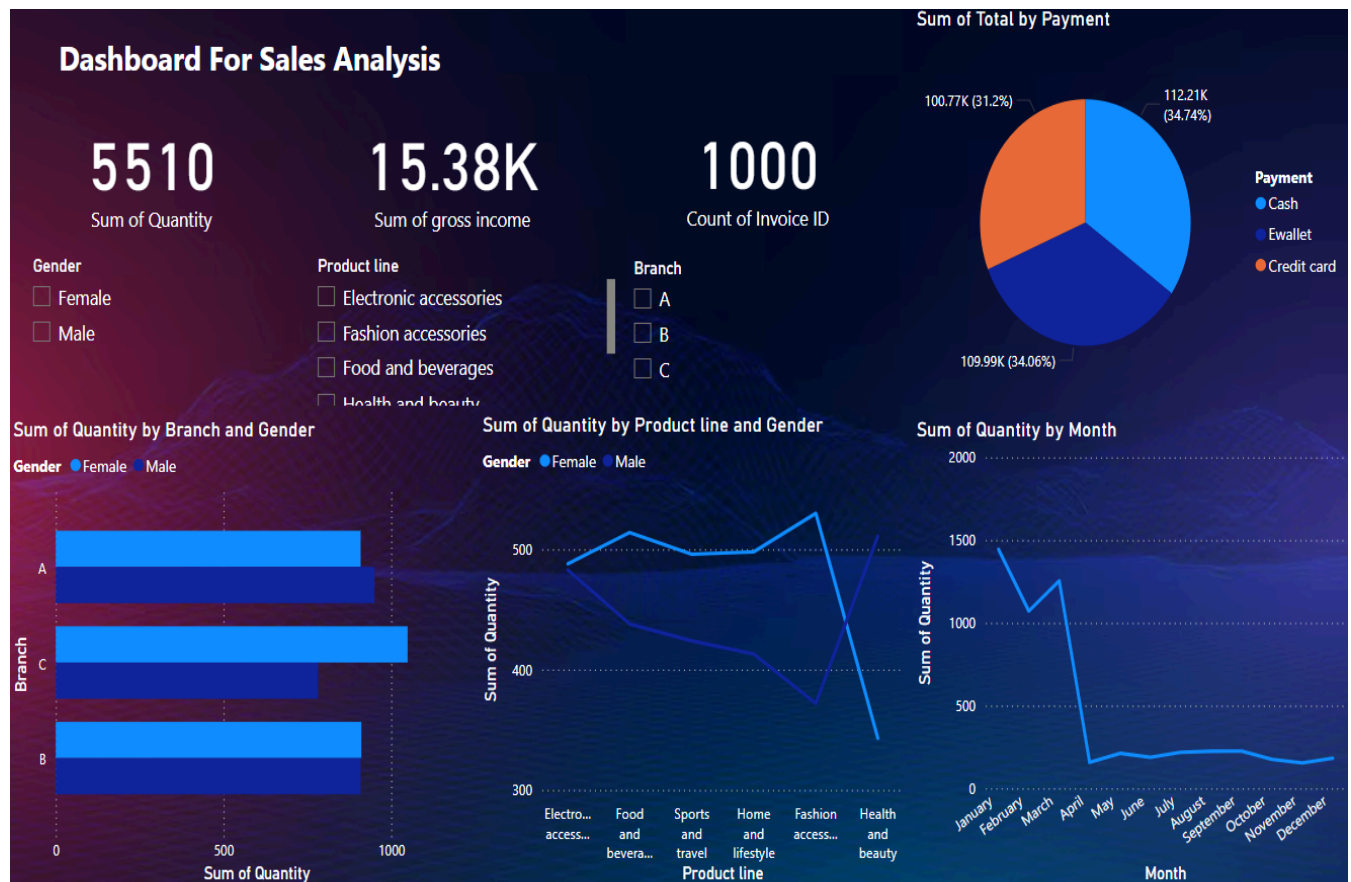 Dashboard For Sales Analysis
5510
Sum of Quantity
15.38K
Sum of gross income
1000
Count of Invoice ID
Gender
Female
Male
Product line
Electronic accessories
Fashion accessories
Food and beverages
Health and beauty
Branch
A
B
C
Sum of Total by Payment
100.77K (31.2%)
112.21K
(34.74%)
109.99K (34.06%)
Payment
Cash
Ewallet
Credit card
Sum of Quantity by Branch and Gender
Gender Female Male
Branch
A
C
B
0 500 1000
Sum of Quantity
Sum of Quantity by Product line and Gender
Gender Female Male
Sum of Quantity
500
400
300
Electro...
access...
Food
and
bevera...
Sports
and
travel
Home
and
lifestyle
Fashion
access...
Health
and
beauty
Product line
Sum of Quantity by Month
Sum of Quantity
2000
1500
1000
500
0
January
February
March
April
May
June
July
August
September
October
November
December
Month